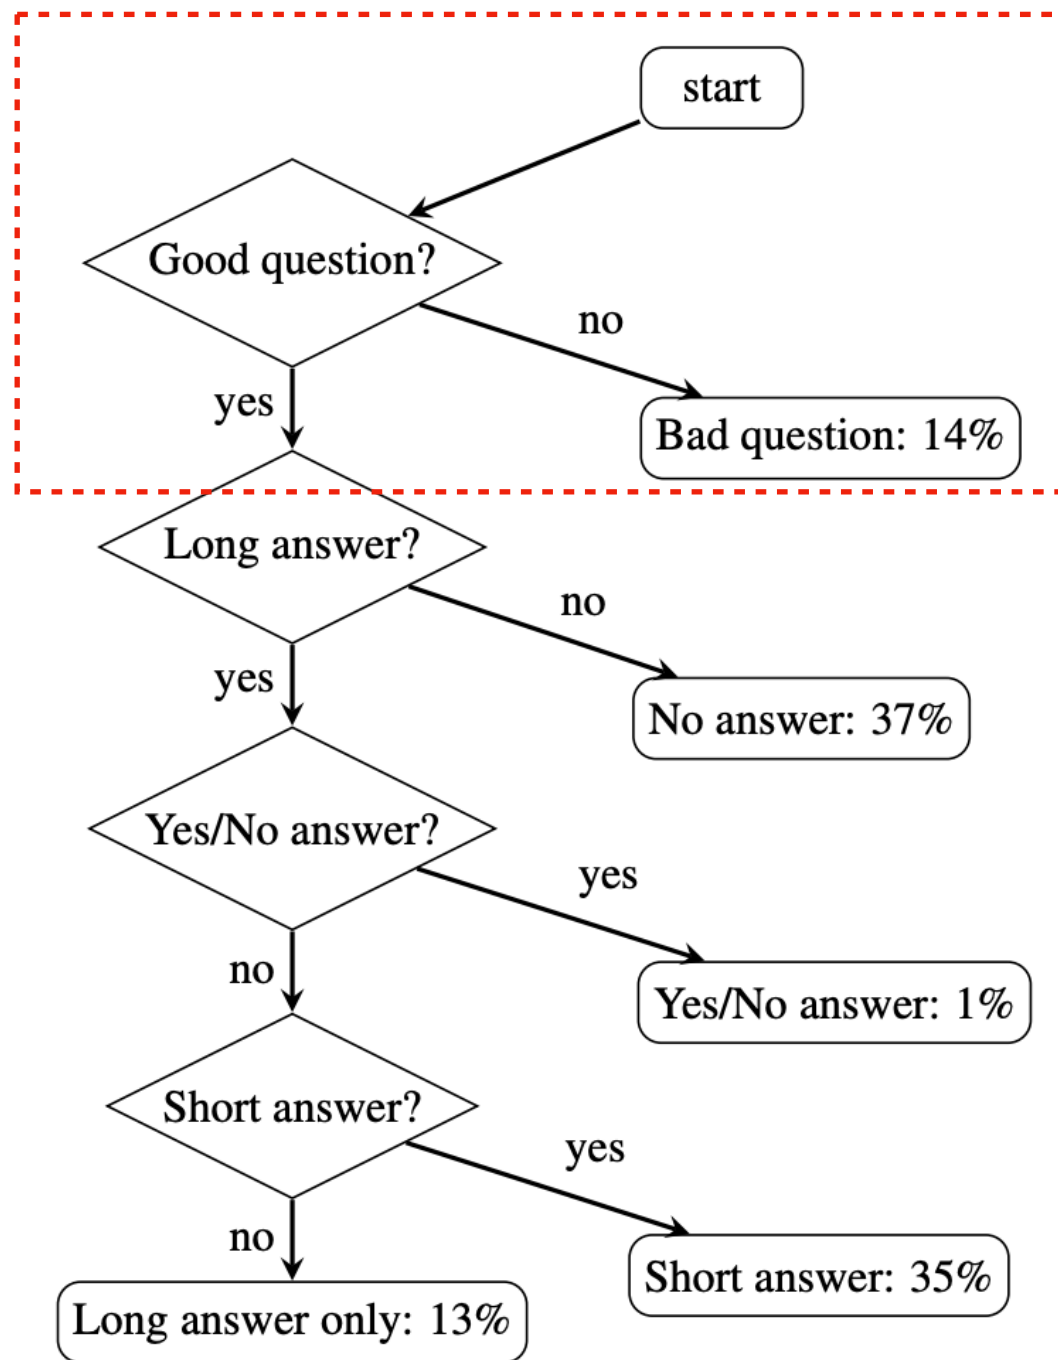 start
Good question?
no
yes
Bad question: 14%
Long answer?
no
yes
No answer: 37%
Yes/No answer?
yes
no
Yes/No answer: 1%
Short answer?
yes
no
Short answer: 35%
Long answer only: 13%